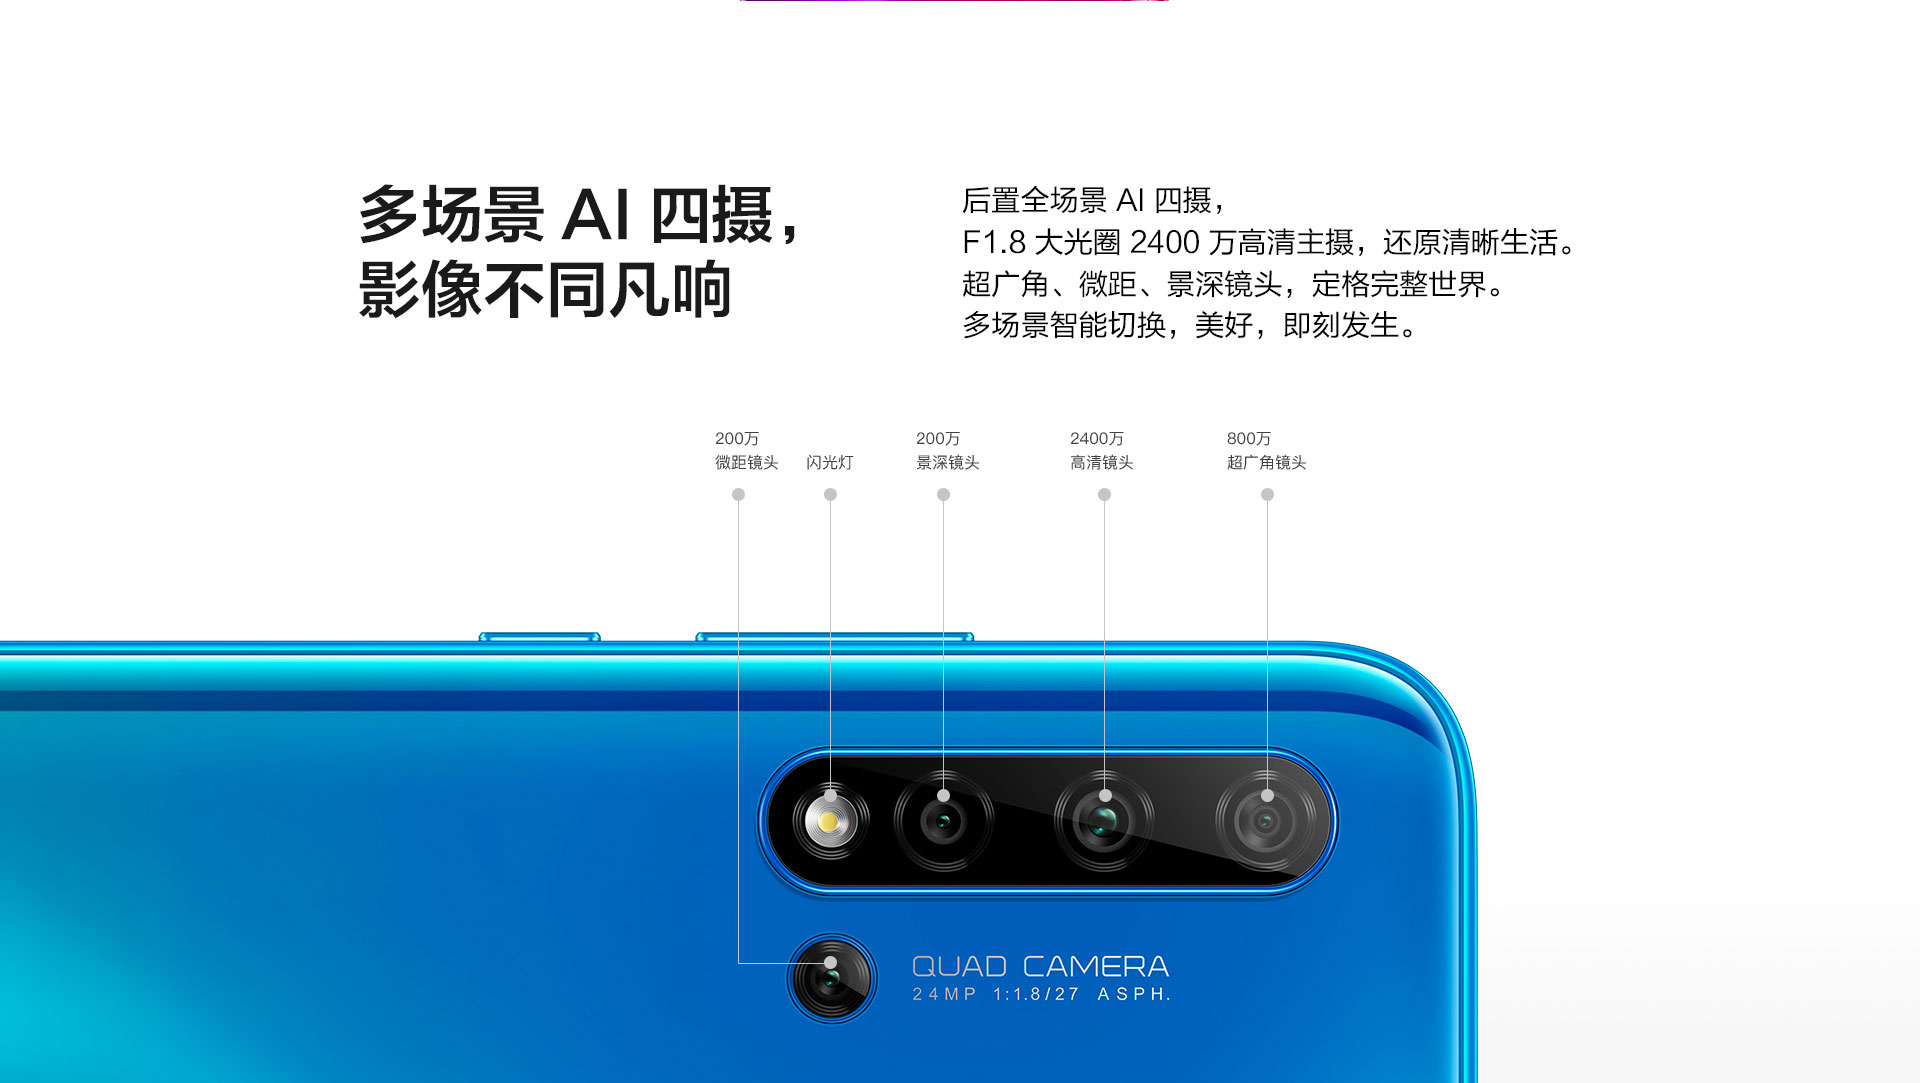 多场景 AI 四摄，
影像不同凡响
后置全场景 AI 四摄，
F1.8 大光圈 2400 万高清主摄，还原清晰生活。
超广角、微距、景深镜头，定格完整世界。
多场景智能切换，美好，即刻发生。
200万
微距镜头
闪光灯
200万
景深镜头
2400万
高清镜头
800万
超广角镜头
QUAD CAMERA
24MP 1:1.8/27 ASPH.